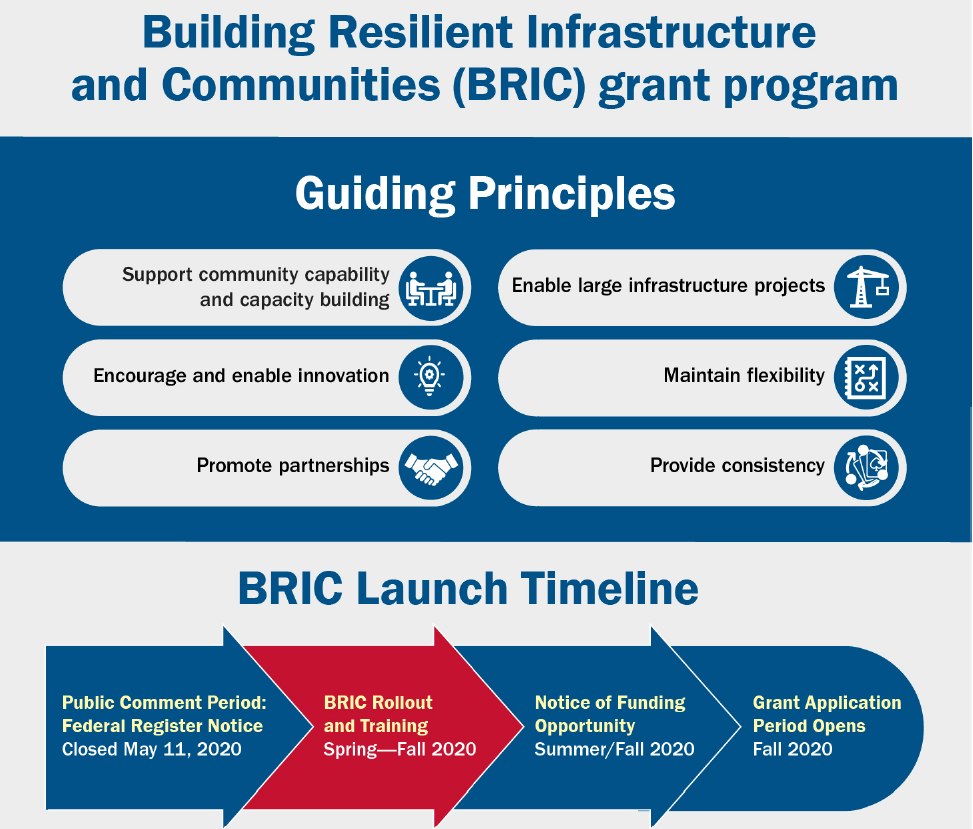 Building Resilient Infrastructure
and Communities (BRIC) grant program
Guiding Principles
Support community capability
and capacity building
Enable large infrastructure projects
Encourage and enable innovation
Maintain flexibility
Promote partnerships
Provide consistency
BRIC Launch Timeline
Public Comment Period:
Federal Register Notice
Closed May 11, 2020
BRIC Rollout
and Training
Spring—Fall 2020
Notice of Funding
Opportunity
Summer/Fall 2020
Grant Application
Period Opens
Fall 2020